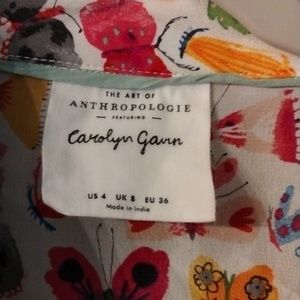 THE ART OF
ANTHROPOLOGIE
FEATURING
Carolyn Gavin
US 4 UK 8 EU 36
Made in India